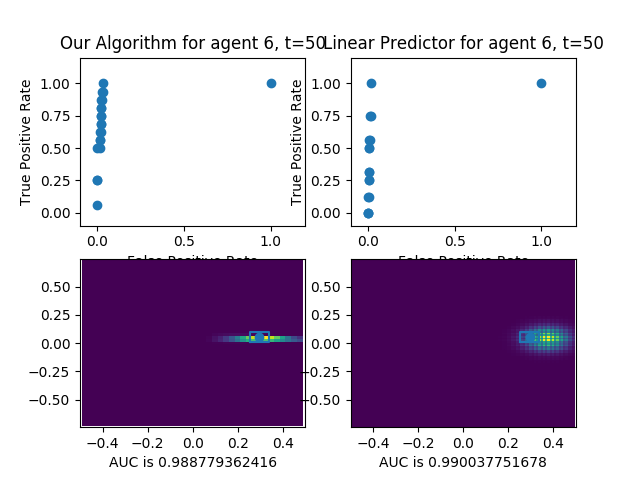 Our Algorithm for agent 6, t=50
Linear Predictor for agent 6, t=50
True Positive Rate
1.00
0.75
0.50
0.25
0.00
0.0 0.5 1.0
False Positive Rate
True Positive Rate
1.00
0.75
0.50
0.25
0.00
0.0 0.5 1.0
False Positive Rate
0.50
0.25
0.00
−0.25
−0.50
−0.4 −0.2 0.0 0.2 0.4
AUC is 0.988779362416
0.50
0.25
0.00
−0.25
−0.50
−0.4 −0.2 0.0 0.2 0.4
AUC is 0.990037751678